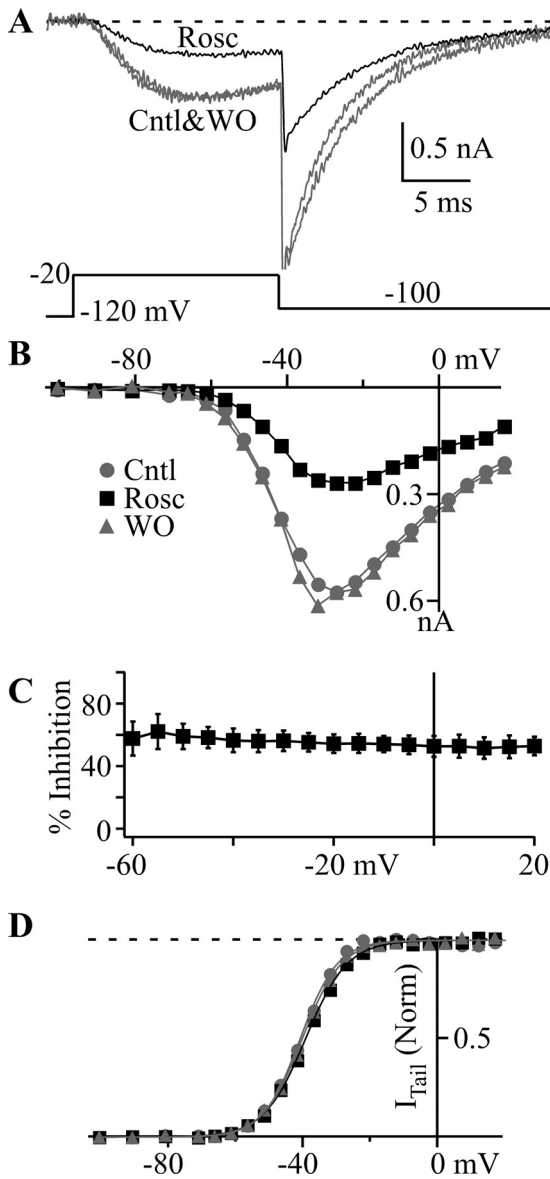 A
Rosc
Cntl&WO
0.5 nA
5 ms
-20
-120 mV
-100
B
-80 -40 0 mV
Cntl
Rosc
WO
0.3
0.6
nA
C
% Inhibition
80
40
0
-60 -20 mV 20
D
I Tail (Norm)
0.5
-80 -40 0 mV